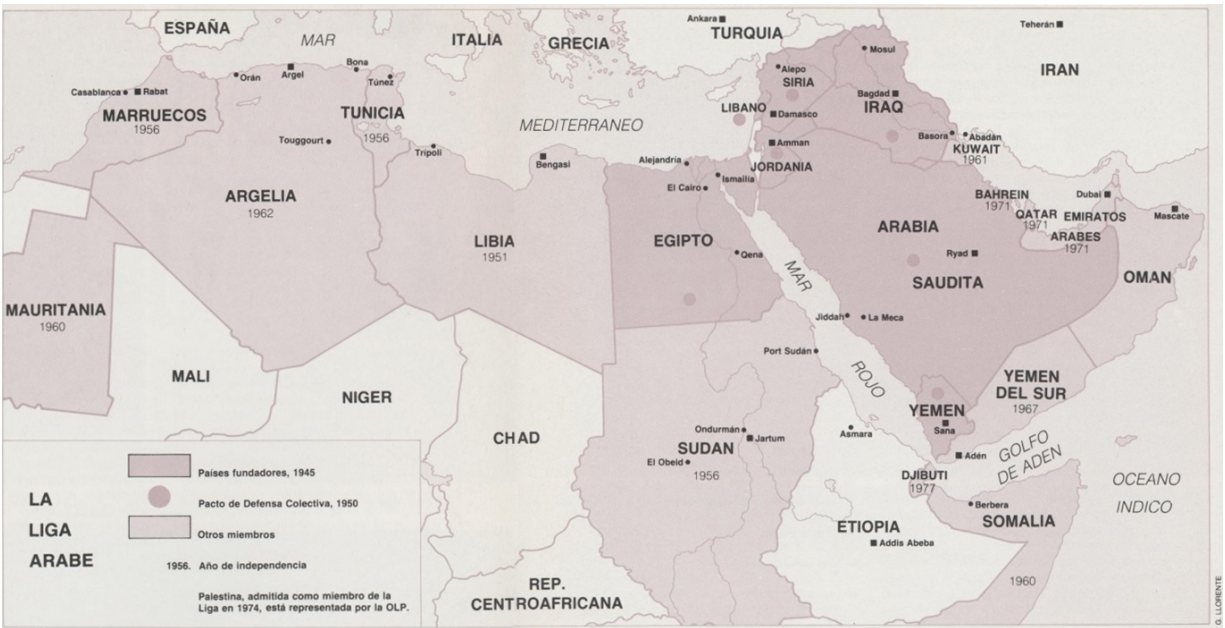 ESPAÑA
MAR
ITALIA
GRECIA
Ankara
TURQUIA
Teherán
IRAN
Orán
Argel
Bona
Túnez
Casablanca
Rabat
MARRUECOS
1956
TUNICIA
1956
Touggourt
Trípoli
MEDITERRANEO
Bengasi
Alejandría
El Cairo
Ismailía
Mosul
Alepo
SIRIA
LIBANO
Damasco
Bagdad
IRAQ
Amman
JORDANIA
Basora
Abadán
KUWAIT
1961
ARGELIA
1962
LIBIA
1951
EGIPTO
Qena
MAR
ROJO
ARABIA
SAUDITA
Ryad
BAHREIN
1971
QATAR
1971
Dubai
EMIRATOS
ARABES
1971
Mascate
OMAN
MAURITANIA
1960
MALI
NIGER
CHAD
Jiddah
La Meca
Port Sudán
YEMEN
DEL SUR
1967
YEMEN
Sana
Asmara
Adén
GOLFO
DE ADEN
Ondurmán
Jartum
SUDAN
1956
El Obeid
DJIBUTI
1977
Berbera
SOMALIA
1960
OCEANO
INDICO
ETIOPIA
Addis Abeba
REP.
CENTROAFRICANA
LA
LIGA
ARABE
Países fundadores, 1945
Pacto de Defensa Colectiva, 1950
Otros miembros
1956. Año de independencia
Palestina, admitida como miembro de la
Liga en 1974, está representada por la OLP.
G. LLORENTE